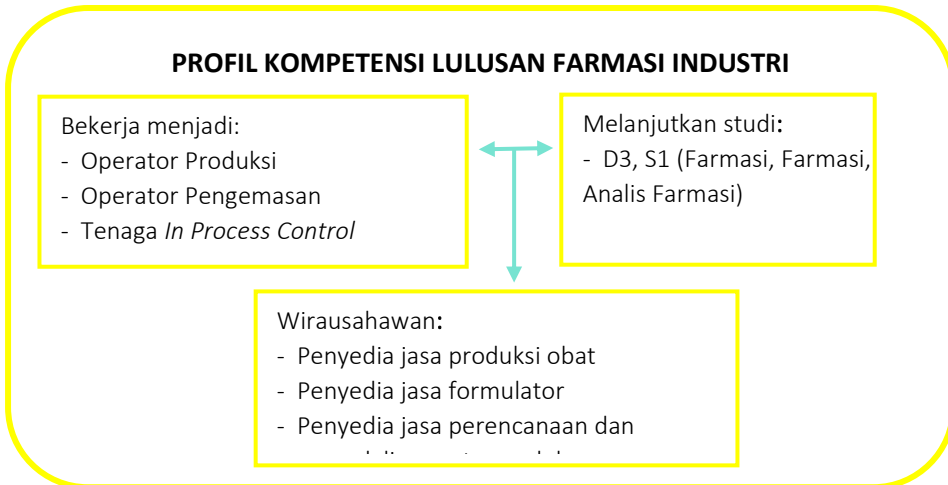 PROFIL KOMPETENSI LULUSAN FARMASI INDUSTRI
Bekerja menjadi:
- Operator Produksi
- Operator Pengemasan
- Tenaga In Process Control
Melanjutkan studi:
- D3, S1 (Farmasi, Farmasi,
Analis Farmasi)
Wirausahawan:
- Penyedia jasa produksi obat
- Penyedia jasa formulator
- Penyedia jasa perencanaan dan